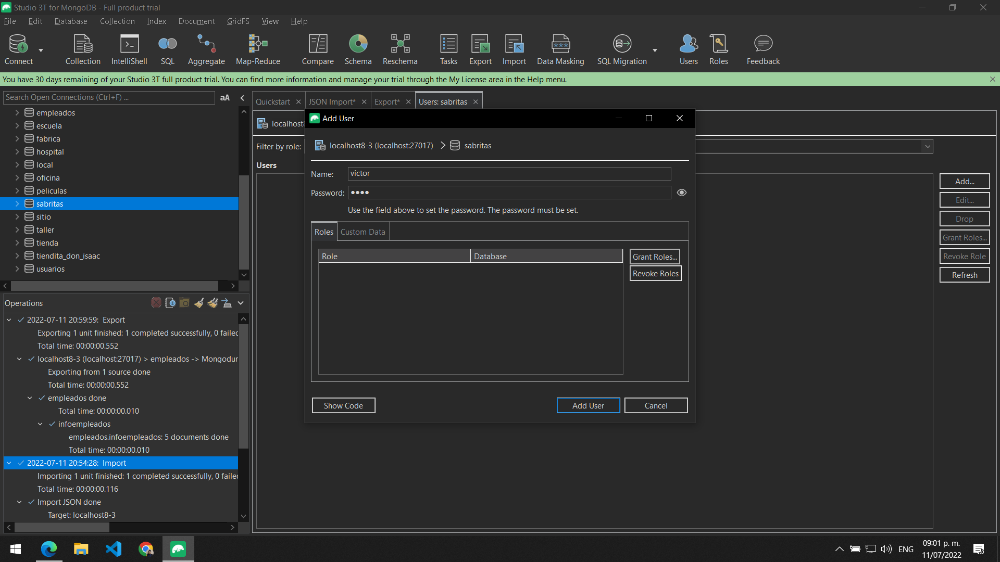 Studio 3T for MongoDB - Full product trial
File Edit Database Collection Index Document GridFS View Help
Connect Collection IntelliShell SQL Aggregate Map-Reduce Compare Schema Reschema Tasks Export Import Data Masking SQL Migration Users Roles Feedback
You have 30 days remaining of your Studio 3T full product trial. You can find more information and manage your trial through the My License area in the Help menu.
Search Open Connections (Ctrl+F) ... aA
empleados
escuela
fabrica
hospital
local
oficina
peliculas
sabritas
sitio
taller
tienda
tiendita_don_isaac
usuarios
Operations
2022-07-11 20:59:59: Export
Exporting 1 unit finished: 1 completed successfully, 0 failed
Total time: 00:00:00.552
localhost8-3 (localhost:27017) > empleados -> Mongodur
Exporting from 1 source done
Total time: 00:00:00.552
empleados done
Total time: 00:00:00.010
infoempleados
empleados.infoempleados: 5 documents done
Total time: 00:00:00.010
2022-07-11 20:54:28: Import
Importing 1 unit finished: 1 completed successfully, 0 failed
Total time: 00:00:00.116
Import JSON done
Target: localhost8-3
Quickstart JSON Import* Export* Users: sabritas
localhost8
Filter by role:
Users
Add...
Edit...
Drop
Grant Roles...
Revoke Role
Refresh
Add User
localhost8-3 (localhost:27017) sabritas
Name: victor
Password: ●●●●
Use the field above to set the password. The password must be set.
Roles Custom Data
Role Database
Grant Roles...
Revoke Roles
Show Code Add User Cancel
ENG
09:01 p. m.
11/07/2022